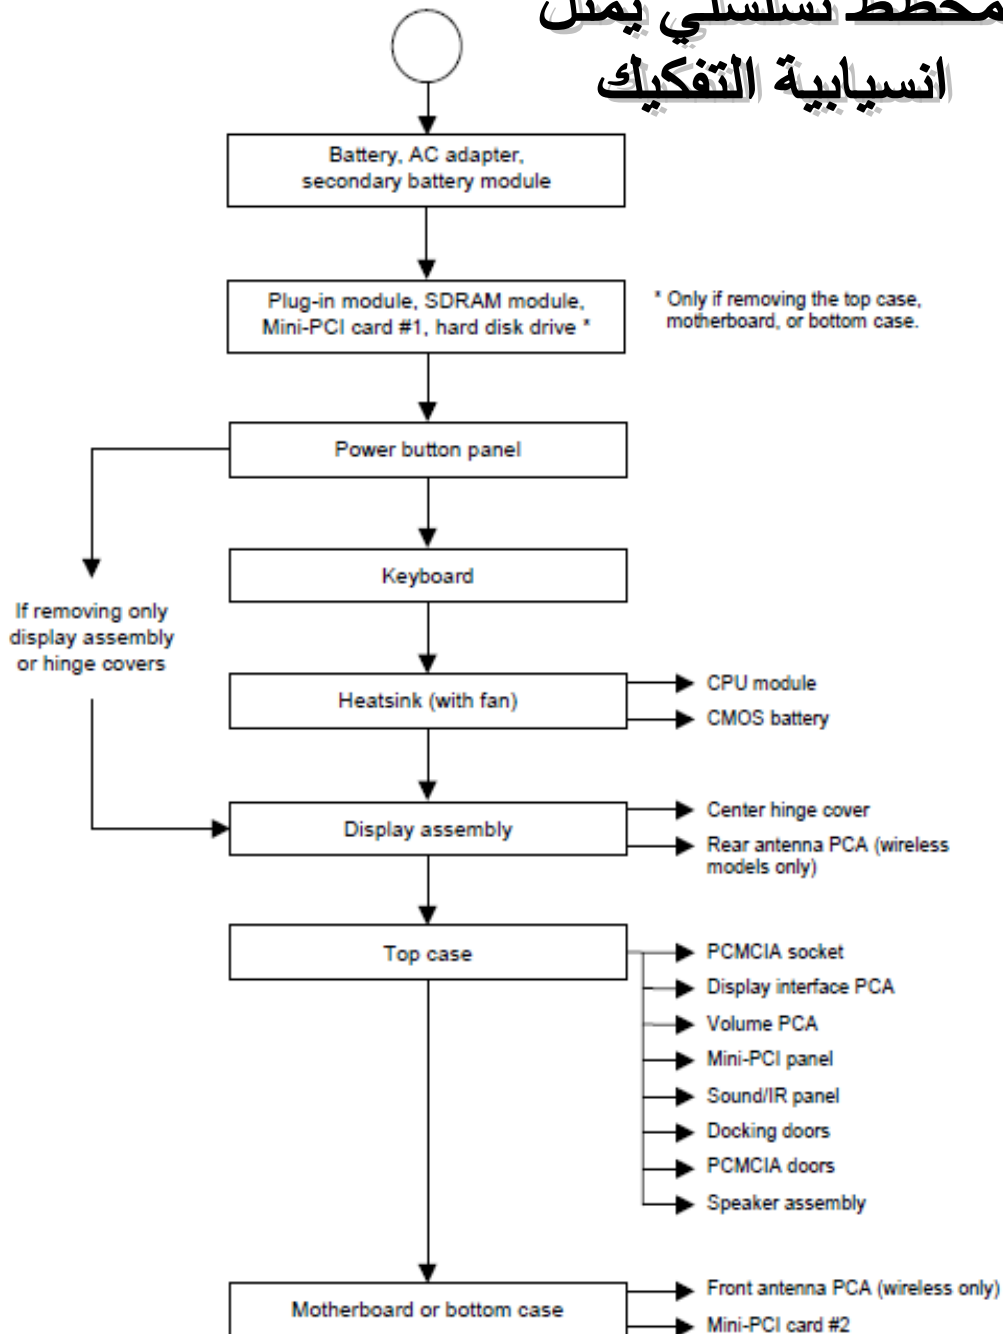 مخطط تسلسلي يمثل
انسيابية التفكيك
Battery, AC adapter,
secondary battery module
Plug-in module, SDRAM module,
Mini-PCI card #1, hard disk drive *
* Only if removing the top case,
motherboard, or bottom case.
Power button panel
Keyboard
If removing only
display assembly
or hinge covers
Heatsink (with fan)
CPU module
CMOS battery
Display assembly
Center hinge cover
Rear antenna PCA (wireless
models only)
Top case
PCMCIA socket
Display interface PCA
Volume PCA
Mini-PCI panel
Sound/IR panel
Docking doors
PCMCIA doors
Speaker assembly
Motherboard or bottom case
Front antenna PCA (wireless only)
Mini-PCI card #2